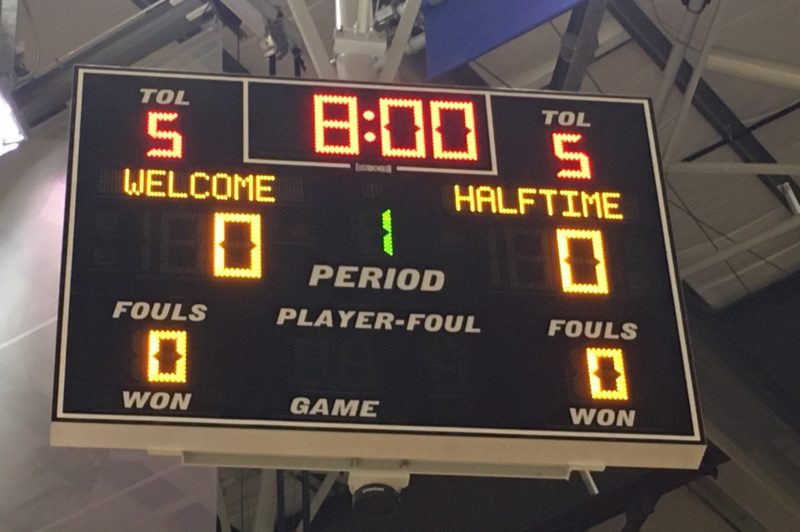 TOL 8:00 TOL
5 5
WELCOME HALFTIME
0 1 0
PERIOD
FOULS PLAYER-FOUL FOULS
0 0
WON GAME WON